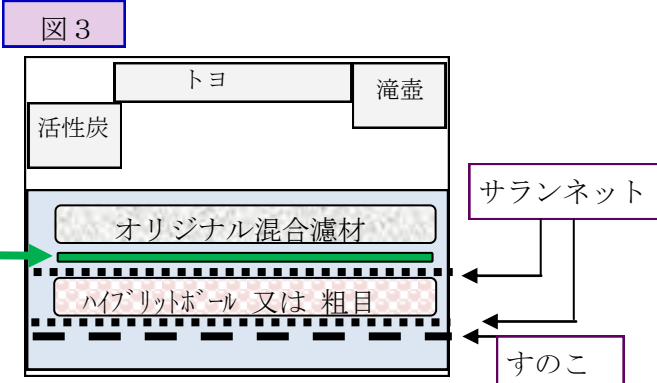 図３
トヨ
滝壺
活性炭
サランネット
オリジナル混合濾材
ﾊｲﾌﾞﾘｯﾄﾎﾞｰﾙ 又は 粗目
すのこ